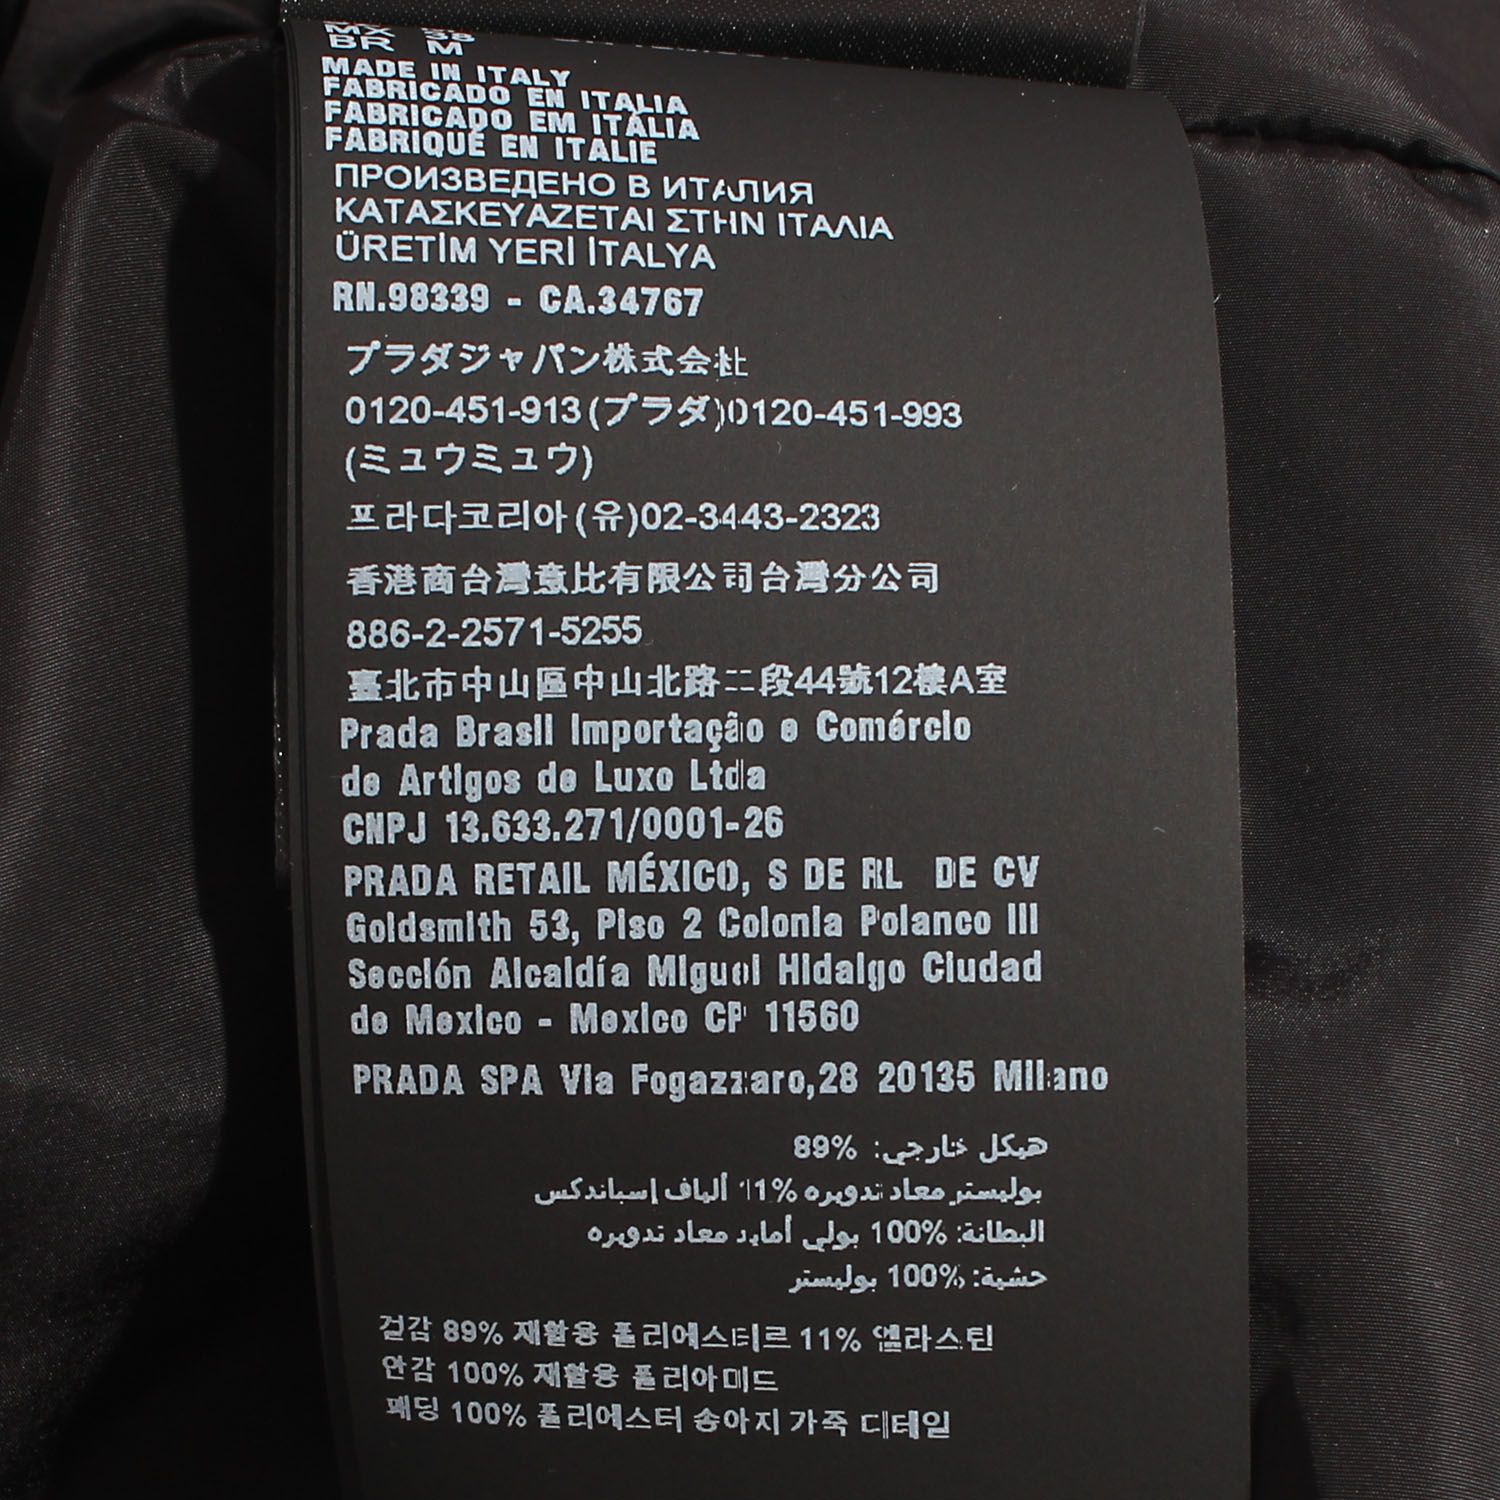 MX 38
BR M
MADE IN ITALY
FABRICADO EN ITALIA
FABRICADO EM ITÁLIA
FABRIQUÉ EN ITALIE
ПРОИЗВЕДЕНО В ИТАЛИЯ
ΚΑΤΑΣΚΕΥΑΖΕΤΑΙ ΣΤΗΝ ΙΤΑΛΙΑ
ÜRETİM YERİ İTALYA
RN.98339 - CA.34767
プラダジャパン株式会社
0120-451-913(プラダ)0120-451-993
(ミュウミュウ)
프라다코리아(유)02-3443-2323
香港商台灣意比有限公司台灣分公司
886-2-2571-5255
臺北市中山區中山北路二段44號12樓A室
Prada Brasil Importação e Comércio
de Artigos de Luxo Ltda
CNPJ 13.633.271/0001-26
PRADA RETAIL MÉXICO, S DE RL DE CV
Goldsmith 53, Piso 2 Colonia Polanco III
Sección Alcaldía Miguel Hidalgo Ciudad
de Mexico - Mexico CP 11560
PRADA SPA Via Fogazzaro,28 20135 Milano
هيكل خارجي: %89
بوليستر معاد تدويره %11 ألياف إسباندكس
البطانة: %100 بولي أمايد معاد تدويره
حشية: %100 بوليستر
겉감 89% 재활용 폴리에스테르 11% 엘라스틴
안감 100% 재활용 폴리아미드
패딩 100% 폴리에스터 송아지 가죽 디테일